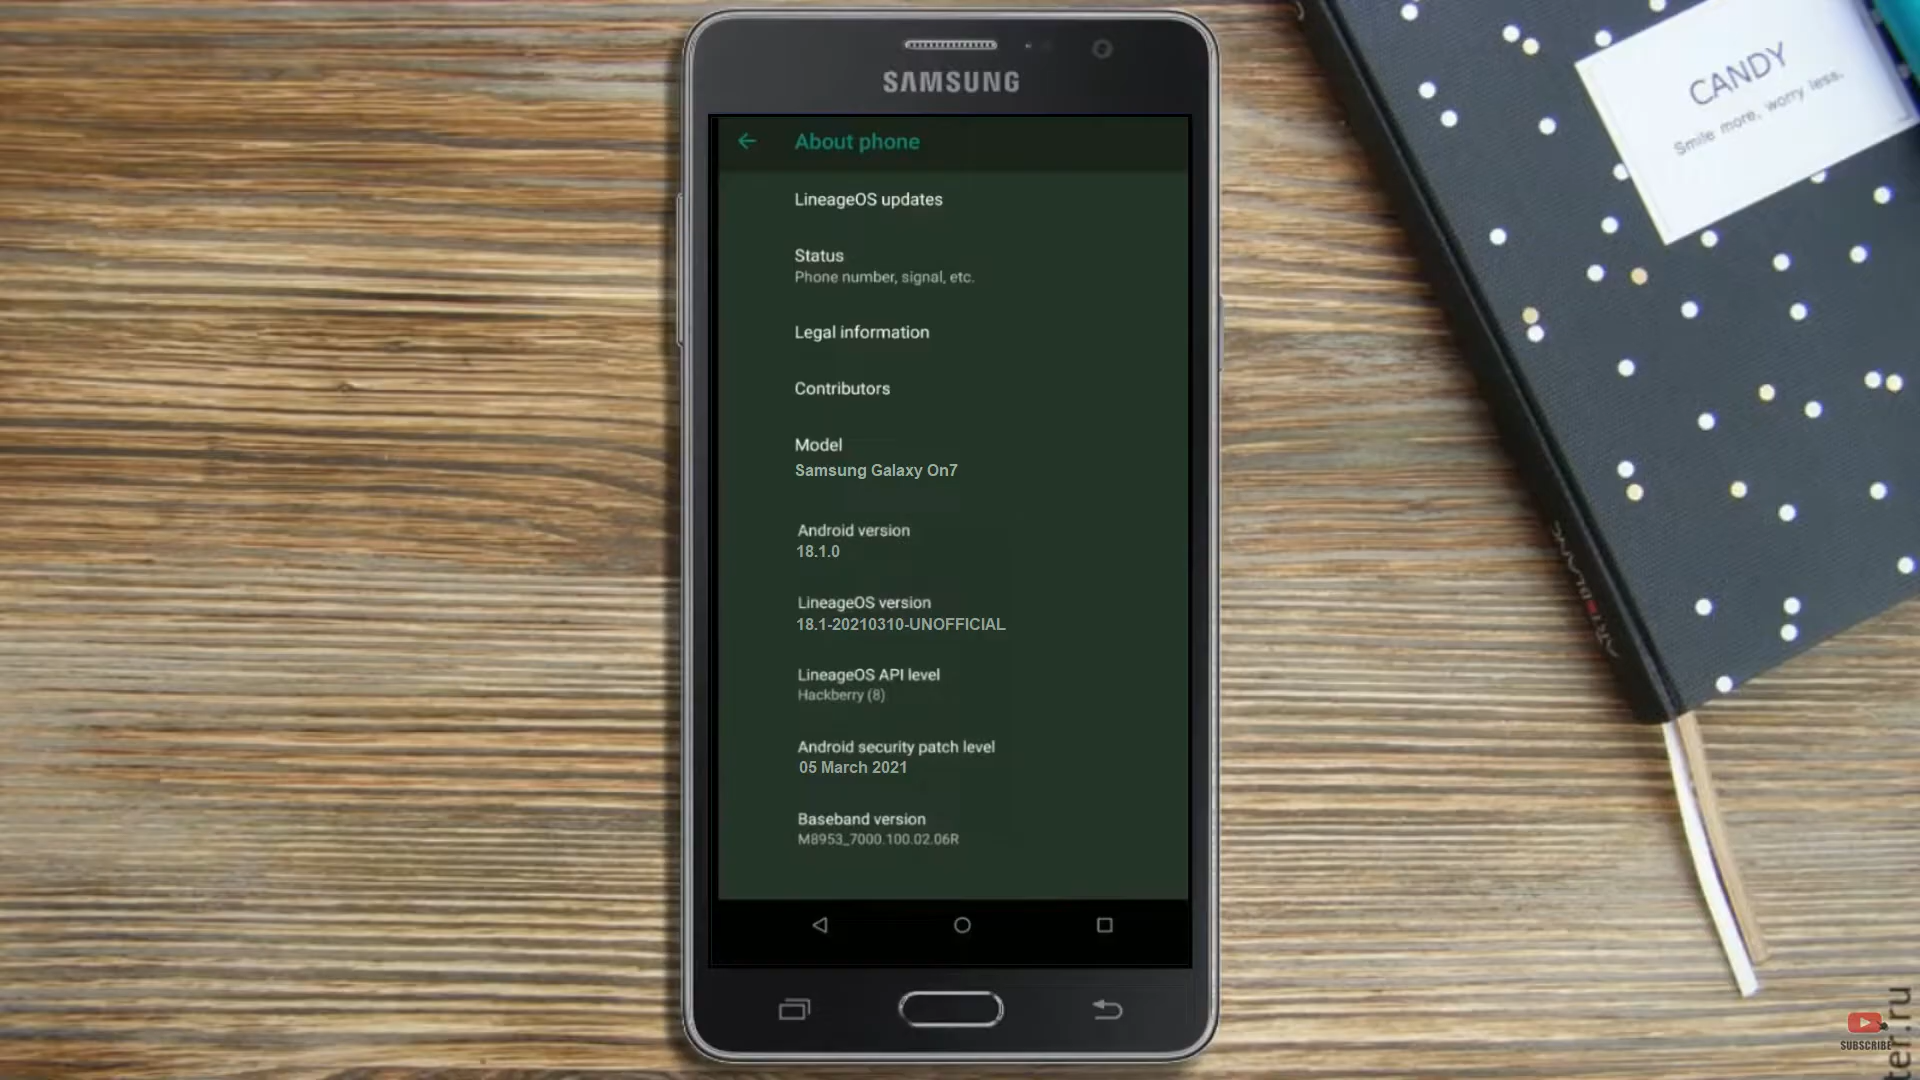 SAMSUNG
About phone
LineageOS updates
Status
Phone number, signal, etc.
Legal information
Contributors
Model
Samsung Galaxy On7
Android version
18.1.0
LineageOS version
18.1-20210310-UNOFFICIAL
LineageOS API level
Hackberry (8)
Android security patch level
05 March 2021
Baseband version
M8953_7000.100.02.06R
CANDY
Smile more, worry less.
SUBSCRIBE
ter.ru